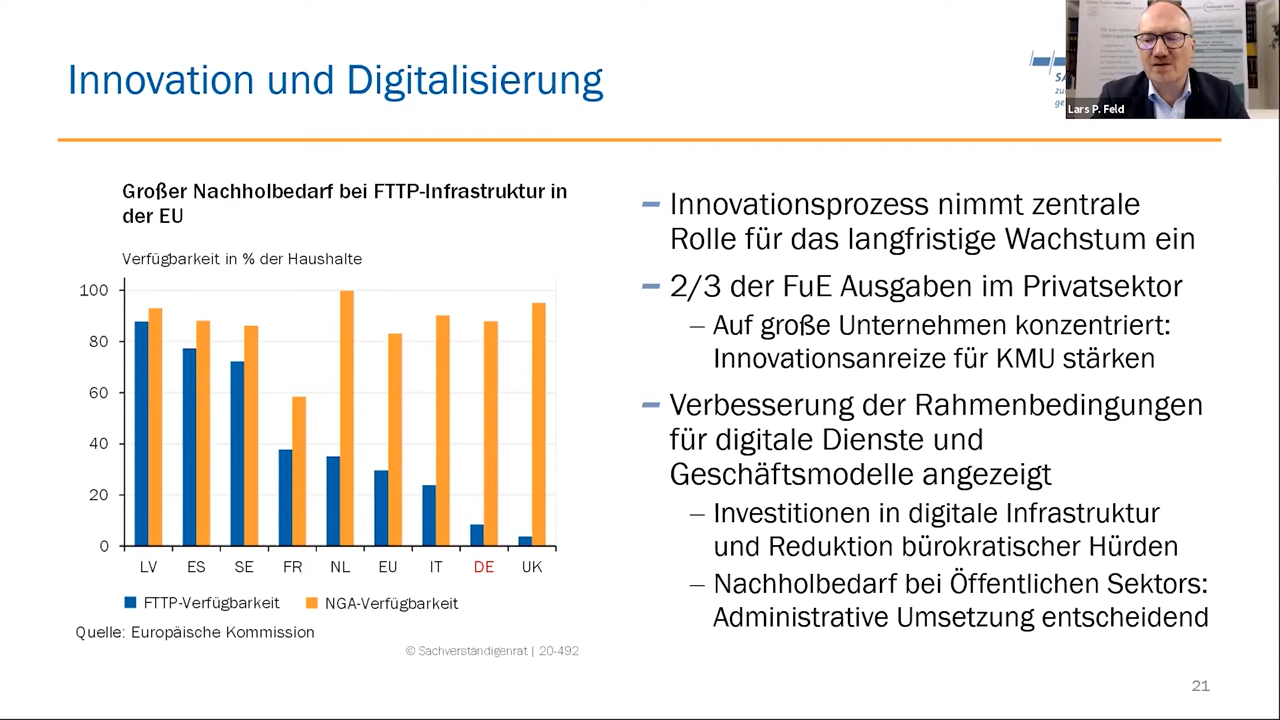 Innovation und Digitalisierung
Lars P. Feld
Großer Nachholbedarf bei FTTP-Infrastruktur in
der EU
Verfügbarkeit in % der Haushalte
100
80
60
40
20
0
LV ES SE FR NL EU IT DE UK
FTTP-Verfügbarkeit NGA-Verfügbarkeit
Quelle: Europäische Kommission
© Sachverständigenrat | 20-492
Innovationsprozess nimmt zentrale
Rolle für das langfristige Wachstum ein
2/3 der FuE Ausgaben im Privatsektor
– Auf große Unternehmen konzentriert:
Innovationsanreize für KMU stärken
Verbesserung der Rahmenbedingungen
für digitale Dienste und
Geschäftsmodelle angezeigt
– Investitionen in digitale Infrastruktur
und Reduktion bürokratischer Hürden
– Nachholbedarf bei Öffentlichen Sektors:
Administrative Umsetzung entscheidend
21